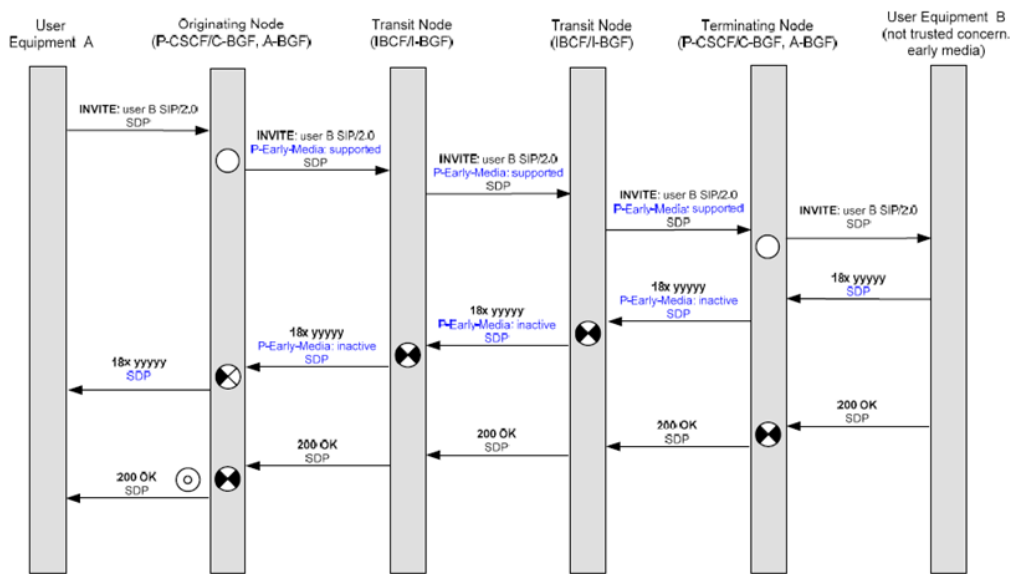 User
Equipment A
Originating Node
(P-CSCF/C-BGF, A-BGF)
Transit Node
(IBCF/I-BGF)
Transit Node
(IBCF/I-BGF)
Terminating Node
(P-CSCF/C-BGF, A-BGF)
User Equipment B
(not trusted concern.
early media)
INVITE: user B SIP/2.0
SDP
INVITE: user B SIP/2.0
P-Early-Media: supported
SDP
INVITE: user B SIP/2.0
P-Early-Media: supported
SDP
INVITE: user B SIP/2.0
P-Early-Media: supported
SDP
INVITE: user B SIP/2.0
SDP
18x yyyyy
SDP
18x yyyyy
P-Early-Media: inactive
SDP
18x yyyyy
P-Early-Media: inactive
SDP
18x yyyyy
P-Early-Media: inactive
SDP
18x yyyyy
SDP
200 OK
SDP
200 OK
SDP
200 OK
SDP
200 OK
SDP
200 OK
SDP